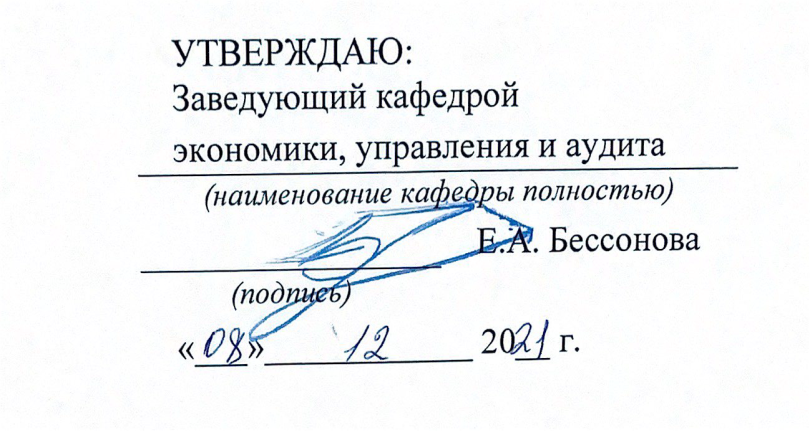 УТВЕРЖДАЮ:
Заведующий кафедрой
экономики, управления и аудита
(наименование кафедры полностью)
Е.А. Бессонова
(подпись)
«08» 12 2021 г.